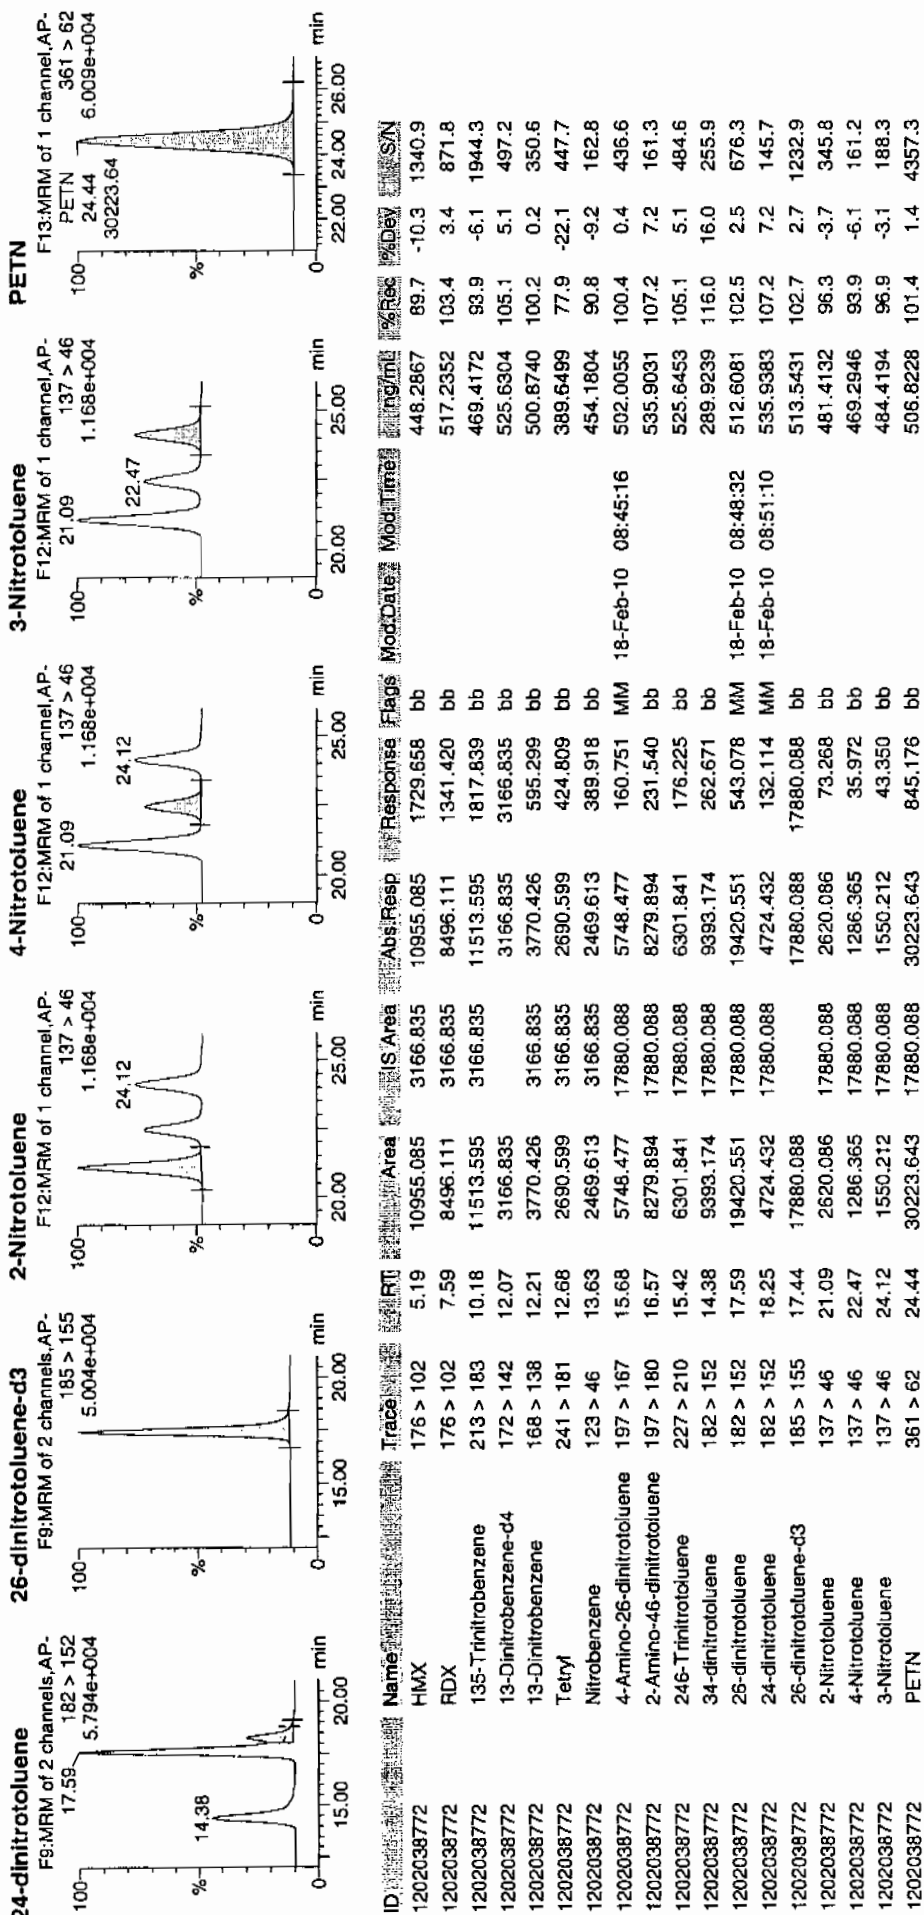 24-dinitrotoluene
F9:MRM of 2 channels,AP-
182 > 152
5.794e+004
17.59
14.38
100
%
0
15.00
20.00
min
26-dinitrotoluene-d3
F9:MRM of 2 channels,AP-
185 > 155
5.004e+004
100
%
0
15.00
20.00
min
2-Nitrotoluene
F12:MRM of 1 channel,AP-
137 > 46
1.168e+004
24.12
100
%
0
20.00
25.00
min
4-Nitrotoluene
F12:MRM of 1 channel,AP-
137 > 46
1.168e+004
21.09
24.12
100
%
0
20.00
25.00
min
3-Nitrotoluene
F12:MRM of 1 channel,AP-
137 > 46
1.168e+004
21.09
22.47
100
%
0
20.00
25.00
min
PETN
F13:MRM of 1 channel,AP-
361 > 62
6.009e+004
PETN
24.44
30223.64
100
%
0
22.00
24.00
26.00
min
ID Name Trace RT Area IS Area Abs.Resp Response Flags Mod.Date Mod.Time ng/mL %Rec %Dev S/N
1202038772 HMX 176 > 102 5.19 10955.085 3166.835 10955.085 1729.658 bb 448.2867 89.7 -10.3 1340.9
1202038772 RDX 176 > 102 7.59 8496.111 3166.835 8496.111 1341.420 bb 517.2352 103.4 3.4 871.8
1202038772 135-Trinitrobenzene 213 > 183 10.18 11513.595 3166.835 11513.595 1817.839 bb 469.4172 93.9 -6.1 1944.3
1202038772 13-Dinitrobenzene-d4 172 > 142 12.07 3166.835 3166.835 3166.835 bb 525.6304 105.1 5.1 497.2
1202038772 13-Dinitrobenzene 168 > 138 12.21 3770.426 3166.835 3770.426 595.299 bb 500.8740 100.2 0.2 350.6
1202038772 Tetryl 241 > 181 12.68 2690.599 3166.835 2690.599 424.809 bb 389.6499 77.9 -22.1 447.7
1202038772 Nitrobenzene 123 > 46 13.63 2469.613 3166.835 2469.613 389.918 bb 454.1804 90.8 -9.2 162.8
1202038772 4-Amino-26-dinitrotoluene 197 > 167 15.68 5748.477 17880.088 5748.477 160.751 MM 18-Feb-10 08:45:16 502.0055 100.4 0.4 436.6
1202038772 2-Amino-46-dinitrotoluene 197 > 180 16.57 8279.894 17880.088 8279.894 231.540 bb 535.9031 107.2 7.2 161.3
1202038772 246-Trinitrotoluene 227 > 210 15.42 6301.841 17880.088 6301.841 176.225 bb 525.6453 105.1 5.1 484.6
1202038772 34-dinitrotoluene 182 > 152 14.38 9393.174 17880.088 9393.174 262.671 bb 289.9239 116.0 16.0 255.9
1202038772 26-dinitrotoluene 182 > 152 17.59 19420.551 17880.088 19420.551 543.078 MM 18-Feb-10 08:48:32 512.6081 102.5 2.5 676.3
1202038772 24-dinitrotoluene 182 > 152 18.25 4724.432 17880.088 4724.432 132.114 MM 18-Feb-10 08:51:10 535.9383 107.2 7.2 145.7
1202038772 26-dinitrotoluene-d3 185 > 155 17.44 17880.088 17880.088 17880.088 bb 513.5431 102.7 2.7 1232.9
1202038772 2-Nitrotoluene 137 > 46 21.09 2620.086 17880.088 2620.086 73.268 bb 481.4132 96.3 -3.7 345.8
1202038772 4-Nitrotoluene 137 > 46 22.47 1286.365 17880.088 1286.365 35.972 bb 469.2946 93.9 -6.1 161.2
1202038772 3-Nitrotoluene 137 > 46 24.12 1550.212 17880.088 1550.212 43.350 bb 484.4194 96.9 -3.1 188.3
1202038772 PETN 361 > 62 24.44 30223.643 17880.088 30223.643 845.176 bb 506.8228 101.4 1.4 4357.3